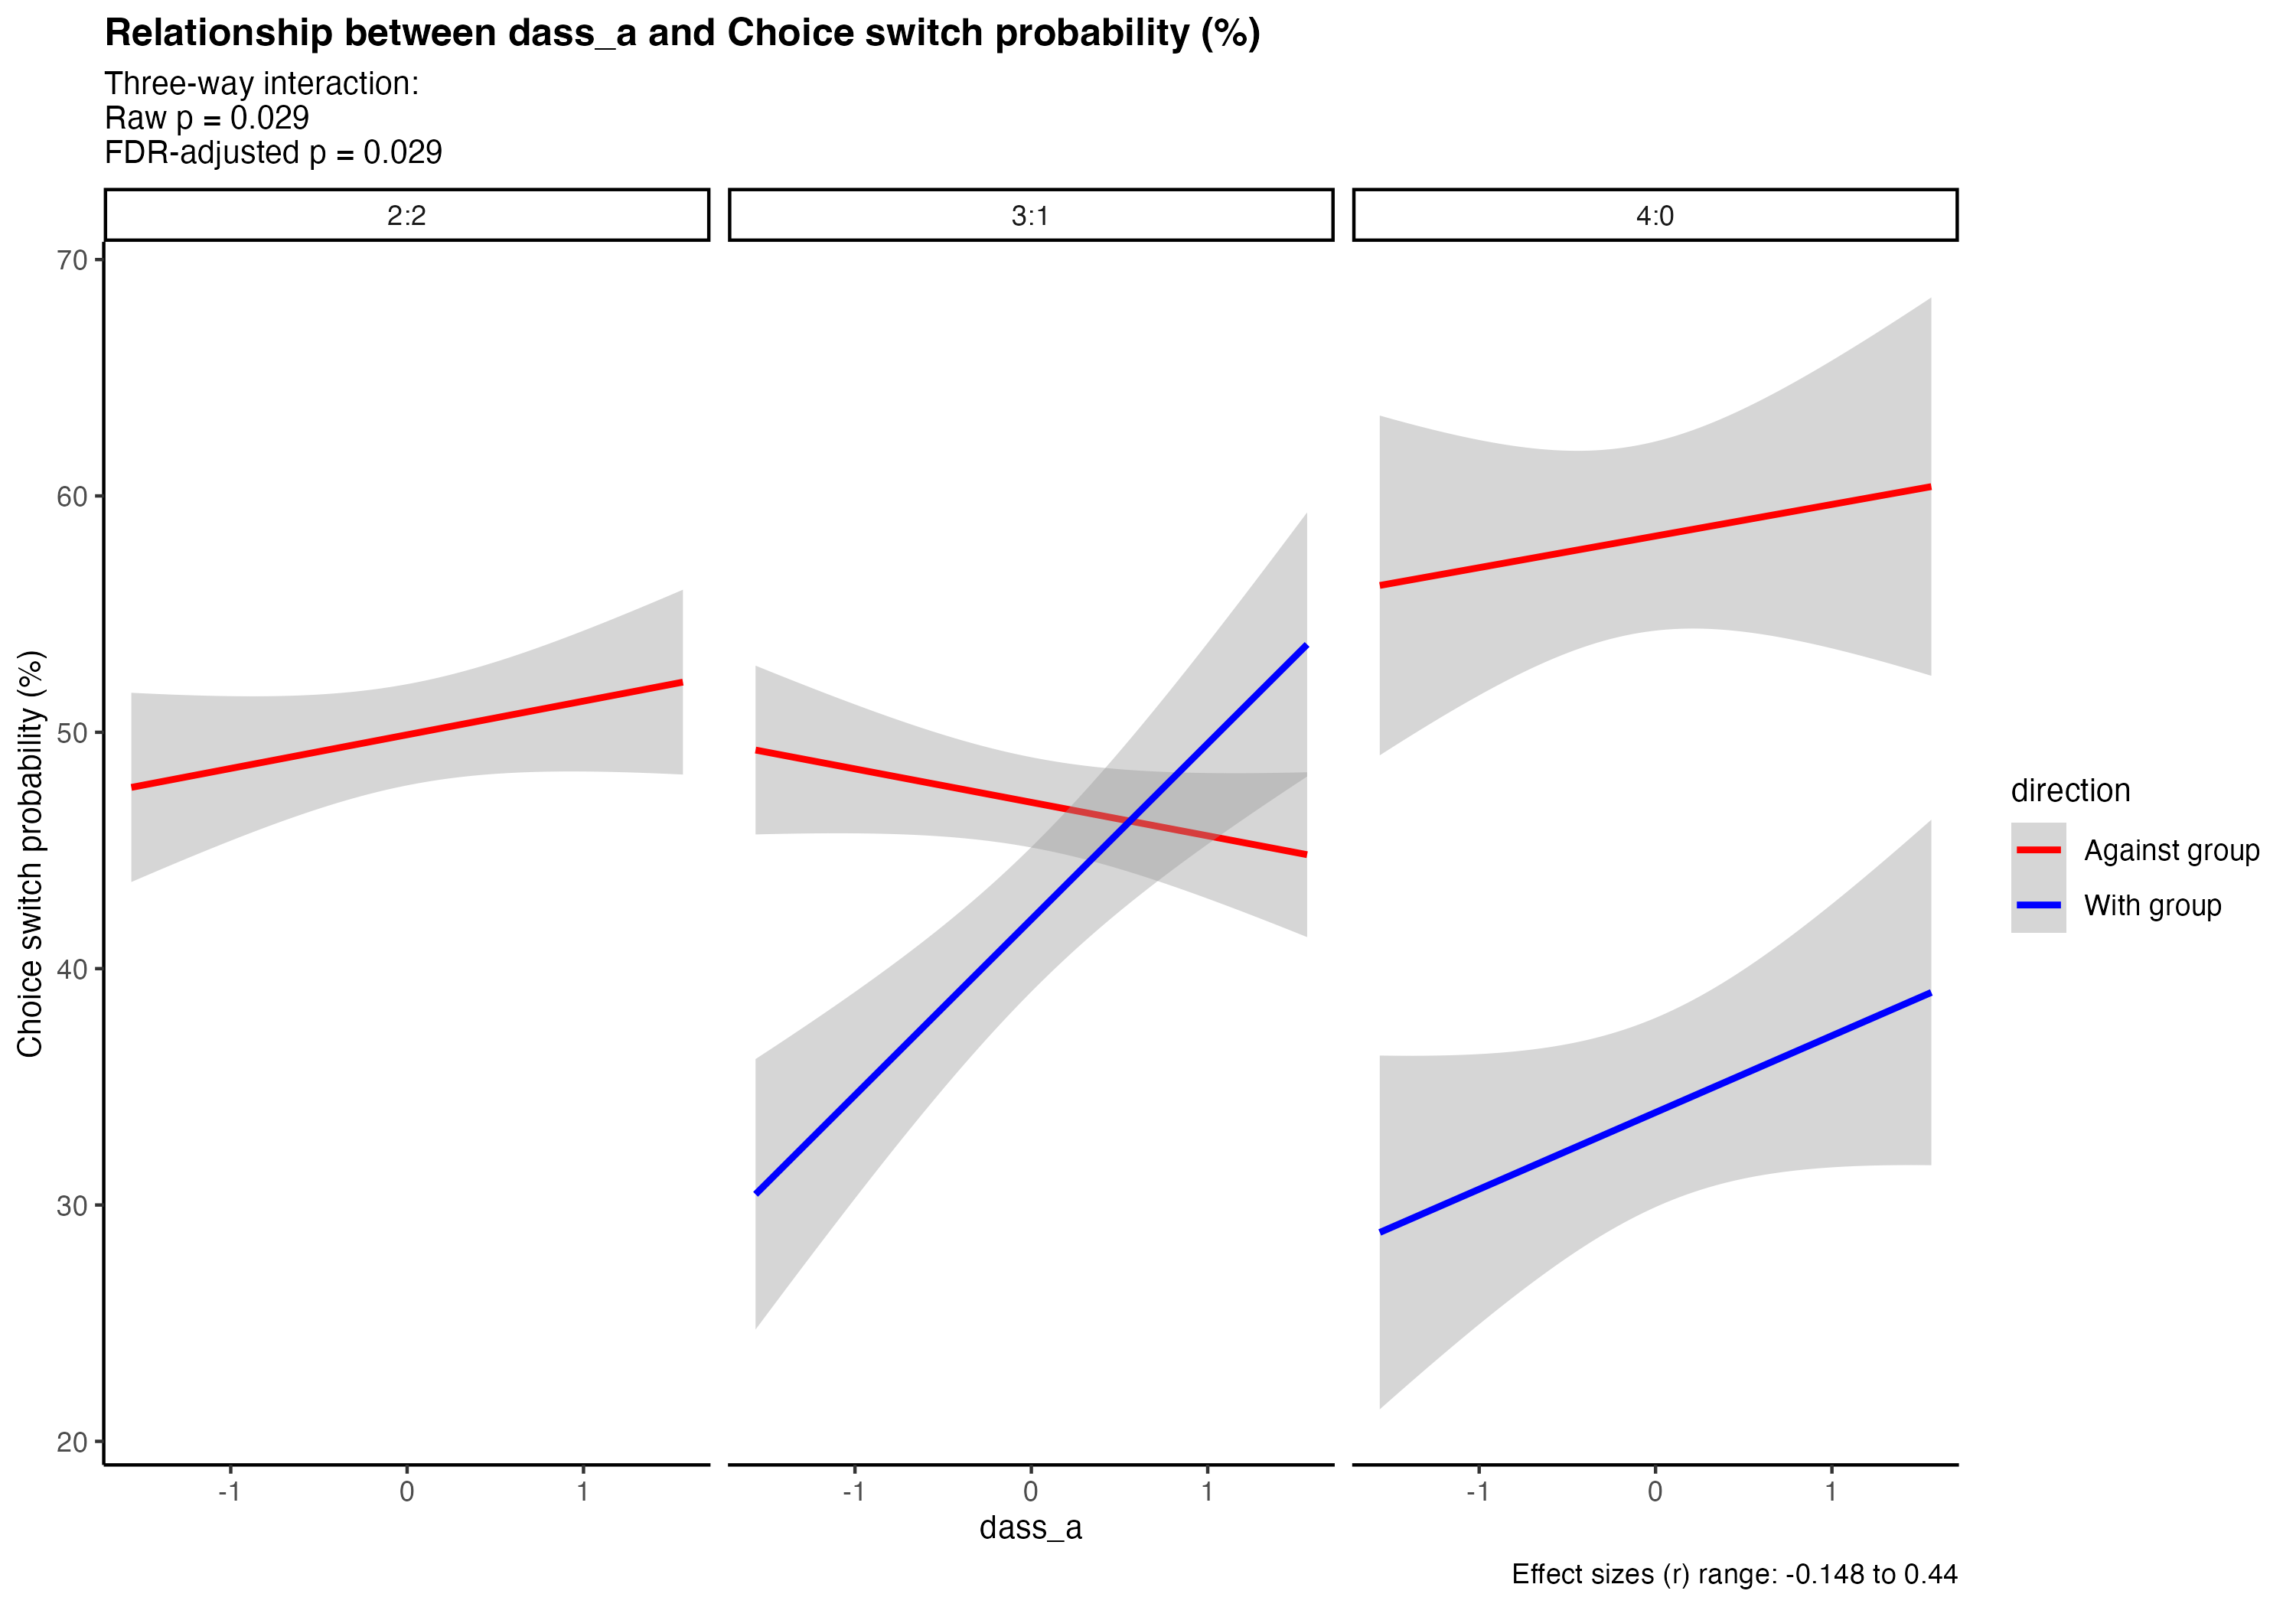 Relationship between dass_a and Choice switch probability (%)
Three-way interaction:
Raw p = 0.029
FDR-adjusted p = 0.029
2:2
3:1
4:0
Choice switch probability (%)
70
60
50
40
30
20
-1 0 1
-1 0 1
-1 0 1
dass_a
direction
Against group
With group
Effect sizes (r) range: -0.148 to 0.44